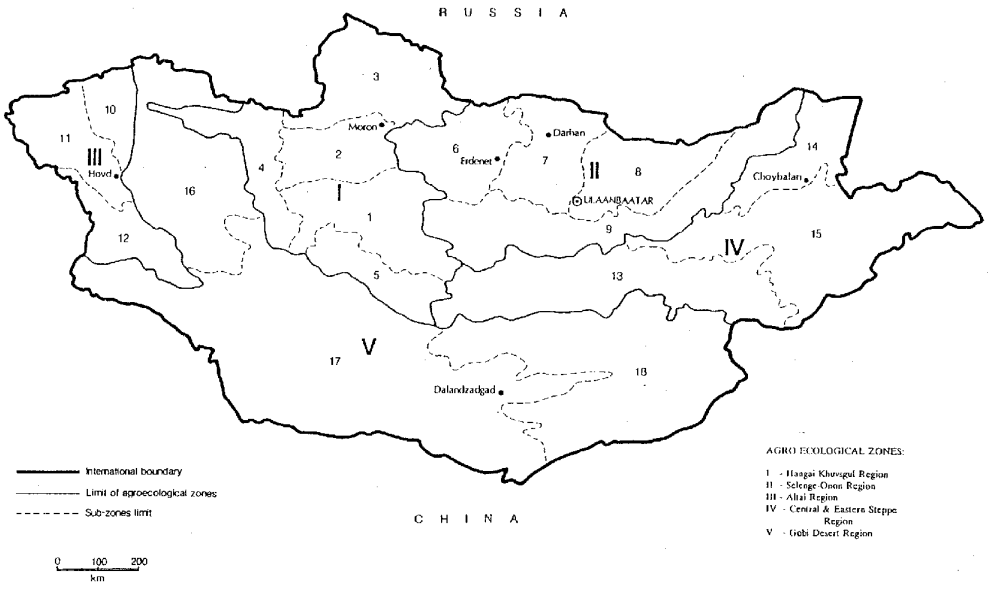 R U S S I A
3
10
Moron
Darhan
11
III
6
7
II
14
2
Erdenet
8
4
Hovd
I
Choybalan
16
ULAANBAATAR
1
9
15
12
IV
5
13
V
17
18
Dalandzadgad
AGRO ECOLOGICAL ZONES:
I - Hangai Khuvsgul Region
II - Selenge-Onon Region
III - Altai Region
IV - Central & Eastern Steppe
Region
V - Gobi Desert Region
International boundary
Limit of agroecological zones
Sub-zones limit
C H I N A
0 100 200
km